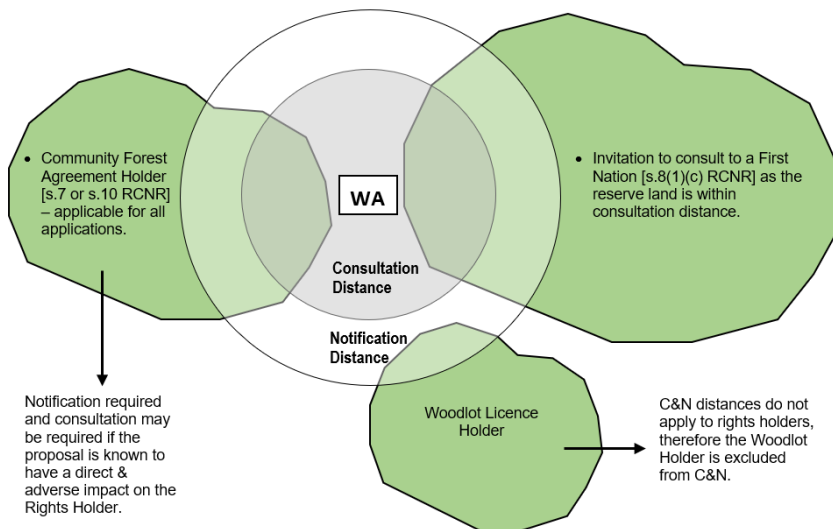 • Community Forest
Agreement Holder
[s.7 or s.10 RCNR]
– applicable for all
applications.
WA
• Invitation to consult to a First
Nation [s.8(1)(c) RCNR] as the
reserve land is within
consultation distance.
Consultation
Distance
Notification
Distance
Notification required
and consultation may
be required if the
proposal is known to
have a direct &
adverse impact on the
Rights Holder.
Woodlot Licence
Holder
C&N distances do not
apply to rights holders,
therefore the Woodlot
Holder is excluded
from C&N.